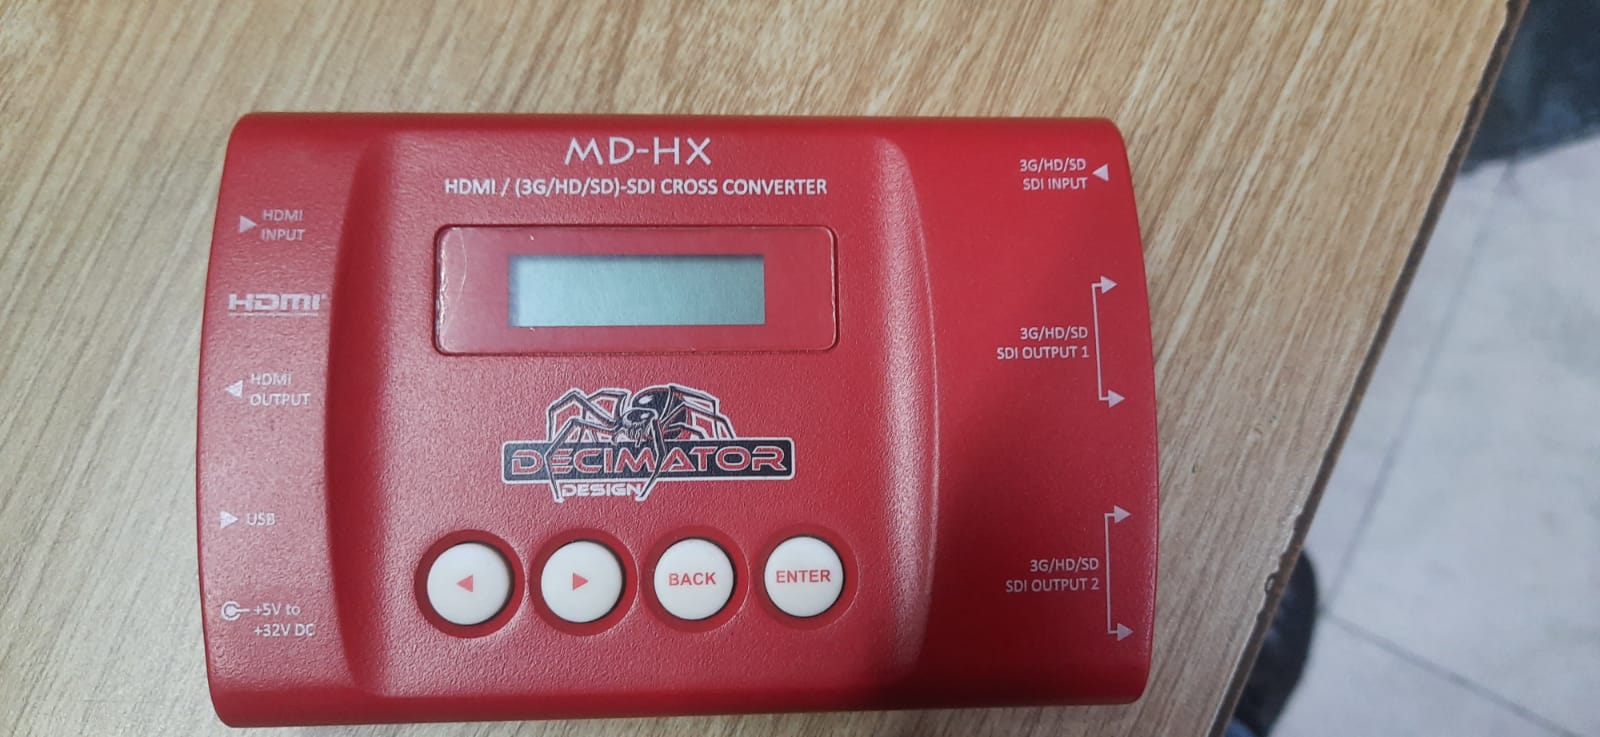 MD-HX
HDMI / (3G/HD/SD)-SDI CROSS CONVERTER
HDMI
INPUT
HDMI
HDMI
OUTPUT
USB
+5V to
+32V DC
DECIMATOR
DESIGN
BACK
ENTER
3G/HD/SD
SDI INPUT
3G/HD/SD
SDI OUTPUT 1
3G/HD/SD
SDI OUTPUT 2